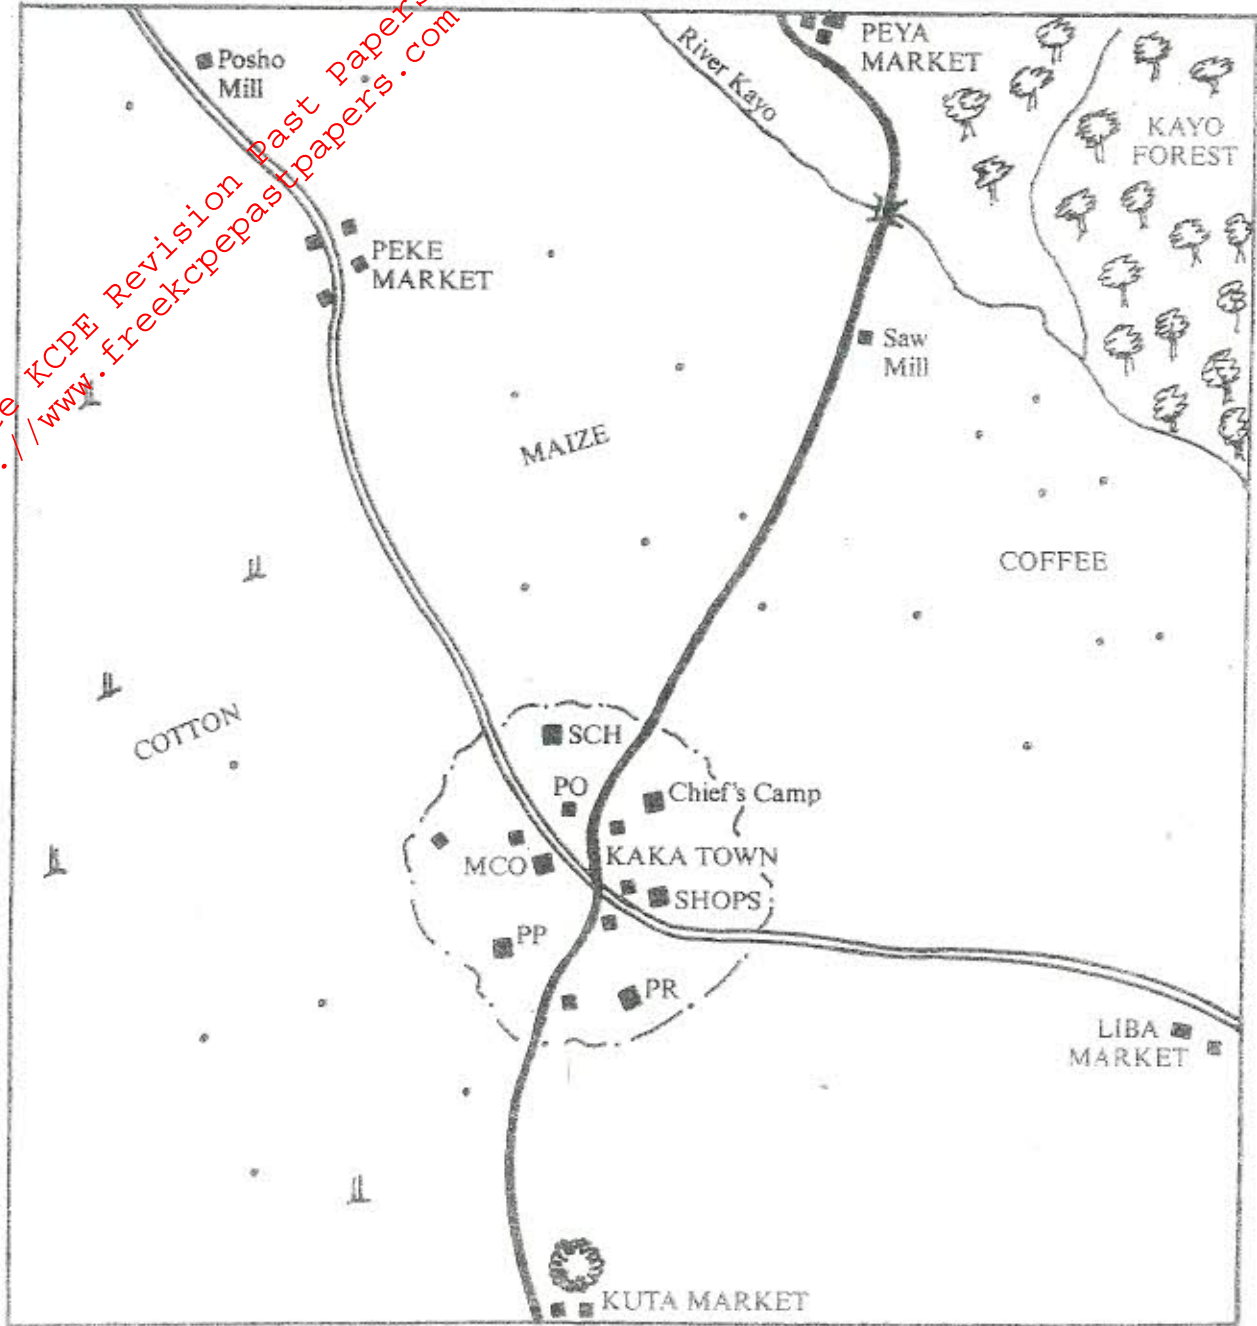 PEYA
MARKET
River Kayo
Posho
Mill
KCPE Revision Past Papers
//www.freekcpepastpapers.com
KAYO
FOREST
PEKE
MARKET
Saw
Mill
MAIZE
COFFEE
COTTON
SCH
PO
Chief's Camp
MCO
KAKA TOWN
SHOPS
PP
PR
LIBA
MARKET
KUTA MARKET